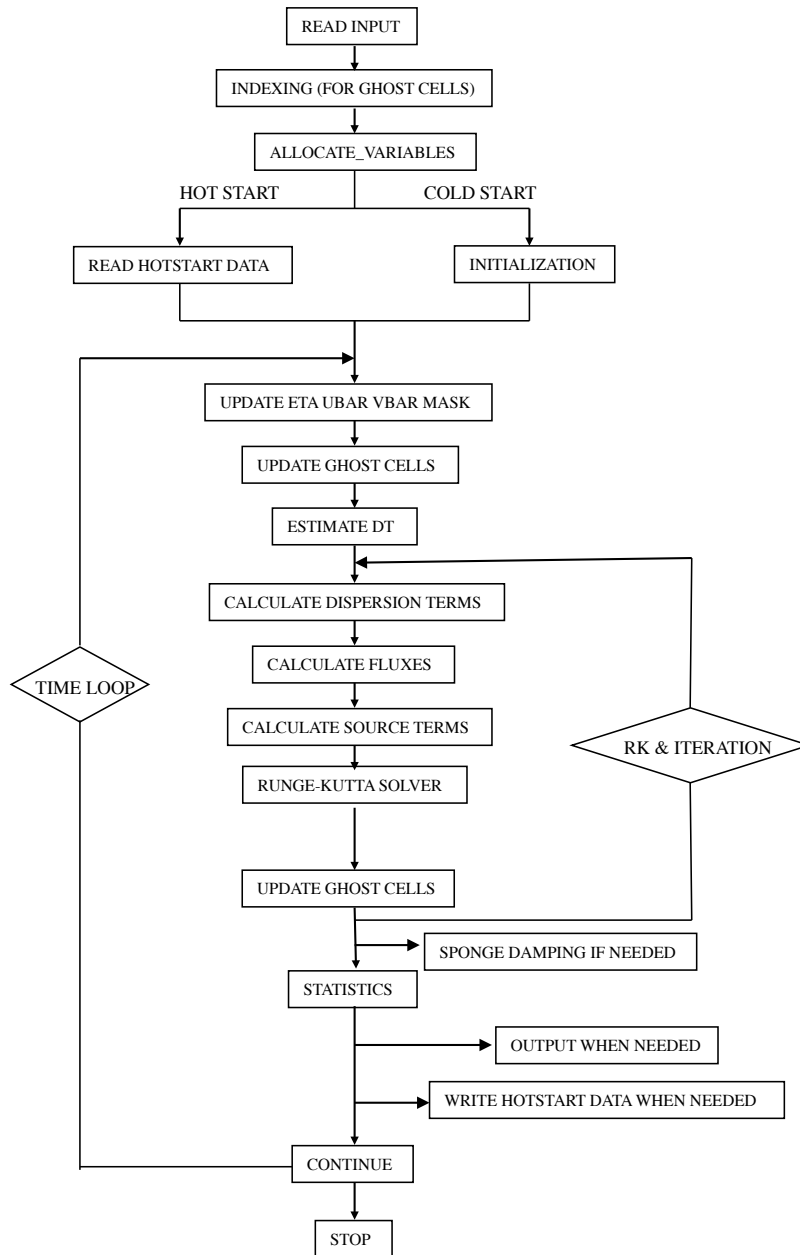 READ INPUT
INDEXING (FOR GHOST CELLS)
ALLOCATE_VARIABLES
HOT START
COLD START
READ HOTSTART DATA
INITIALIZATION
UPDATE ETA UBAR VBAR MASK
UPDATE GHOST CELLS
ESTIMATE DT
CALCULATE DISPERSION TERMS
CALCULATE FLUXES
TIME LOOP
CALCULATE SOURCE TERMS
RK & ITERATION
RUNGE-KUTTA SOLVER
UPDATE GHOST CELLS
SPONGE DAMPING IF NEEDED
STATISTICS
OUTPUT WHEN NEEDED
WRITE HOTSTART DATA WHEN NEEDED
CONTINUE
STOP